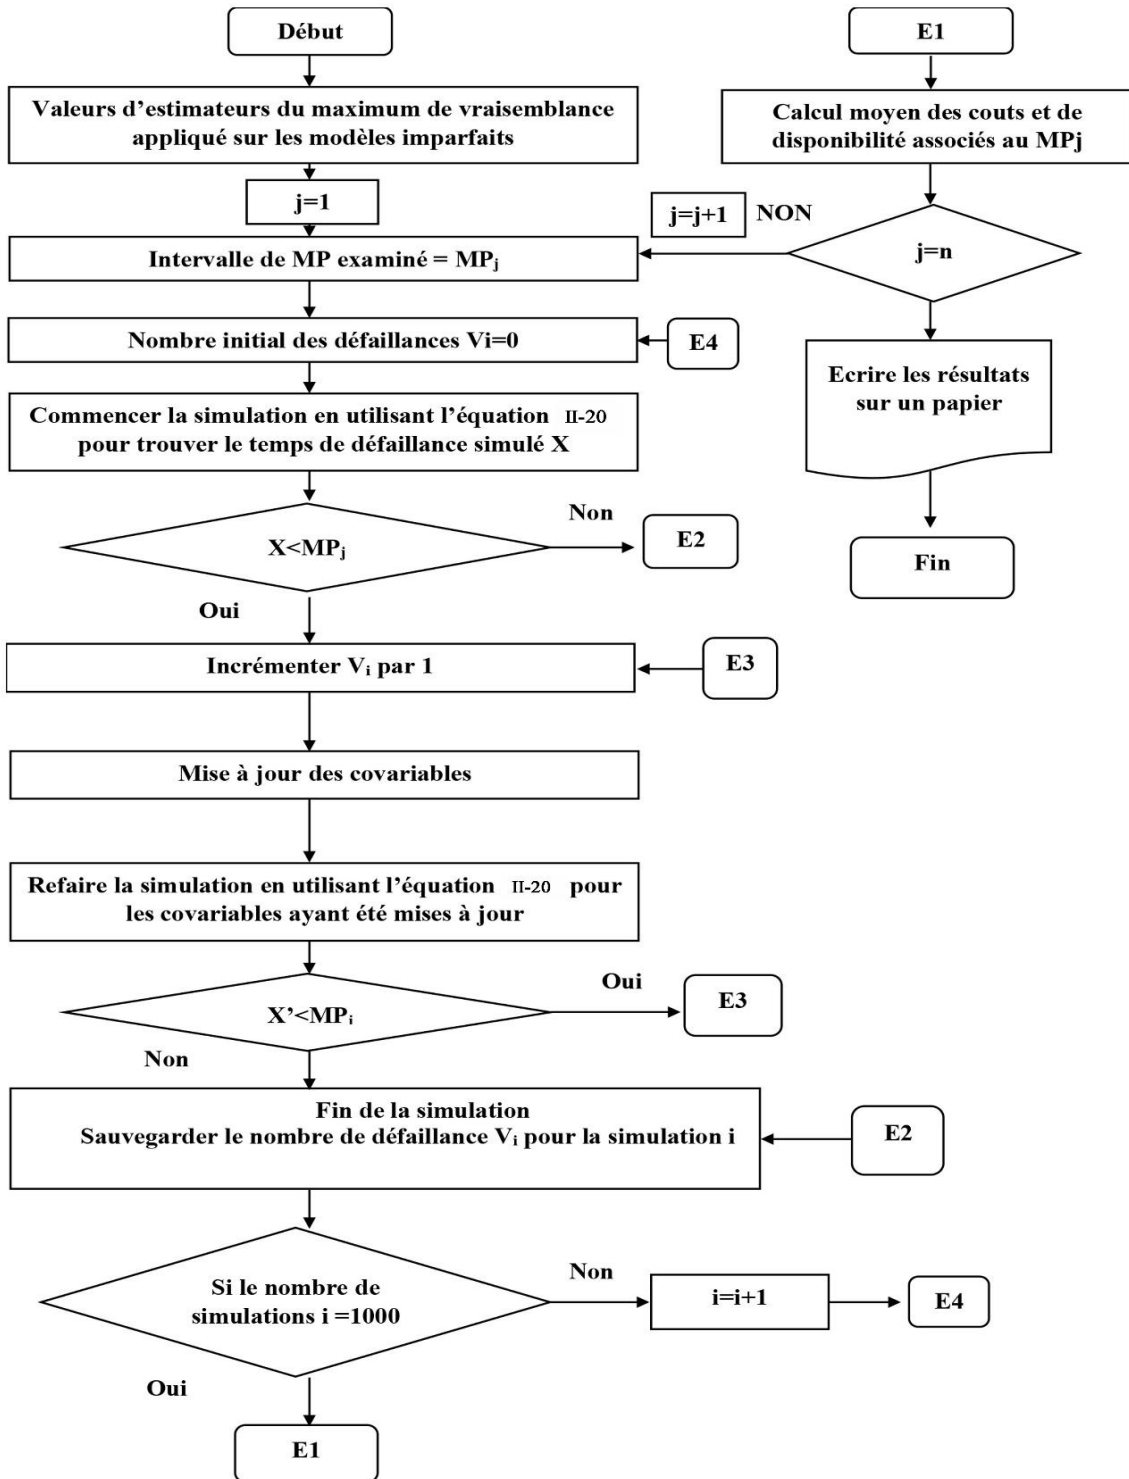 Début
Valeurs d'estimateurs du maximum de vraisemblance
appliqué sur les modèles imparfaits
j=1
Intervalle de MP examiné = MPⱼ
Nombre initial des défaillances Vi=0
E4
Commencer la simulation en utilisant l'équation II-20
pour trouver le temps de défaillance simulé X
X<MPⱼ
Non
E2
Oui
Incrémenter Vᵢ par 1
E3
Mise à jour des covariables
Refaire la simulation en utilisant l'équation II-20 pour
les covariables ayant été mises à jour
X'<MPᵢ
Oui
E3
Non
Fin de la simulation
Sauvegarder le nombre de défaillance Vᵢ pour la simulation i
E2
Si le nombre de
simulations i =1000
Non
i=i+1
E4
Oui
E1
E1
Calcul moyen des couts et de
disponibilité associés au MPj
j=j+1 NON
j=n
Ecrire les résultats
sur un papier
Fin